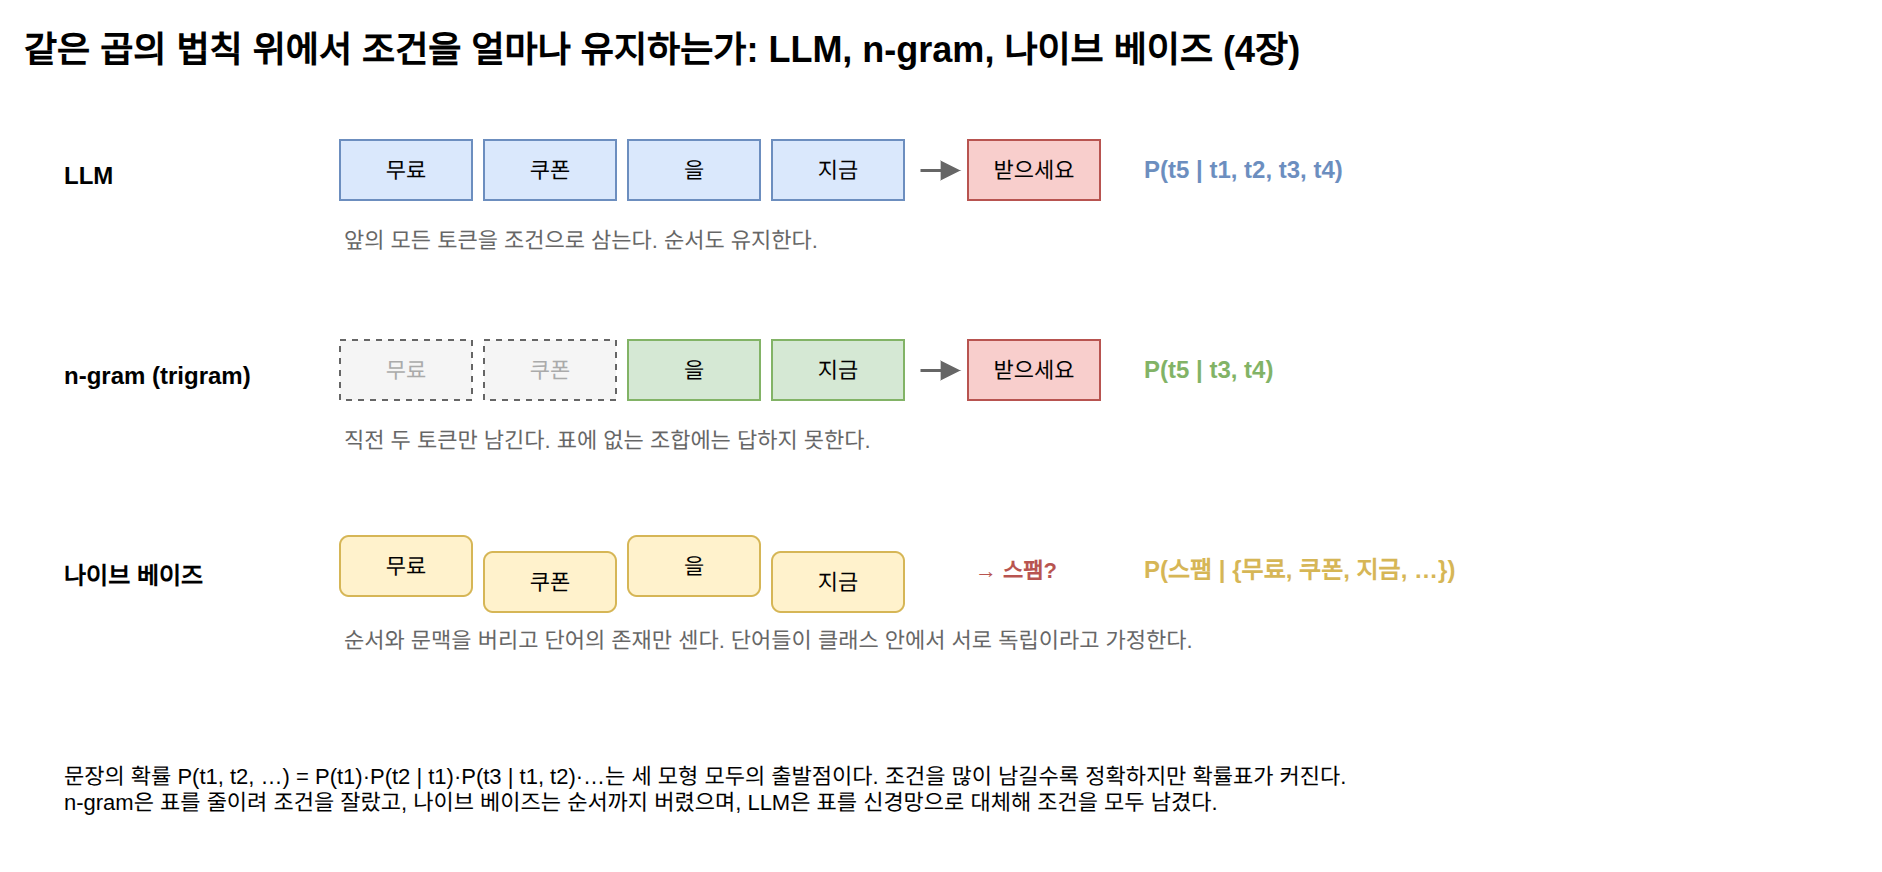 같은 곱의 법칙 위에서 조건을 얼마나 유지하는가: LLM, n-gram, 나이브 베이즈 (4장)
LLM
무료 쿠폰 을 지금 받으세요 P(t5 | t1, t2, t3, t4)
앞의 모든 토큰을 조건으로 삼는다. 순서도 유지한다.
n-gram (trigram)
무료 쿠폰 을 지금 받으세요 P(t5 | t3, t4)
직전 두 토큰만 남긴다. 표에 없는 조합에는 답하지 못한다.
나이브 베이즈
무료 쿠폰 을 지금 → 스팸? P(스팸 | {무료, 쿠폰, 지금, …})
순서와 문맥을 버리고 단어의 존재만 센다. 단어들이 클래스 안에서 서로 독립이라고 가정한다.
문장의 확률 P(t1, t2, …) = P(t1)·P(t2 | t1)·P(t3 | t1, t2)·…는 세 모형 모두의 출발점이다. 조건을 많이 남길수록 정확하지만 확률표가 커진다.
n-gram은 표를 줄이려 조건을 잘랐고, 나이브 베이즈는 순서까지 버렸으며, LLM은 표를 신경망으로 대체해 조건을 모두 남겼다.